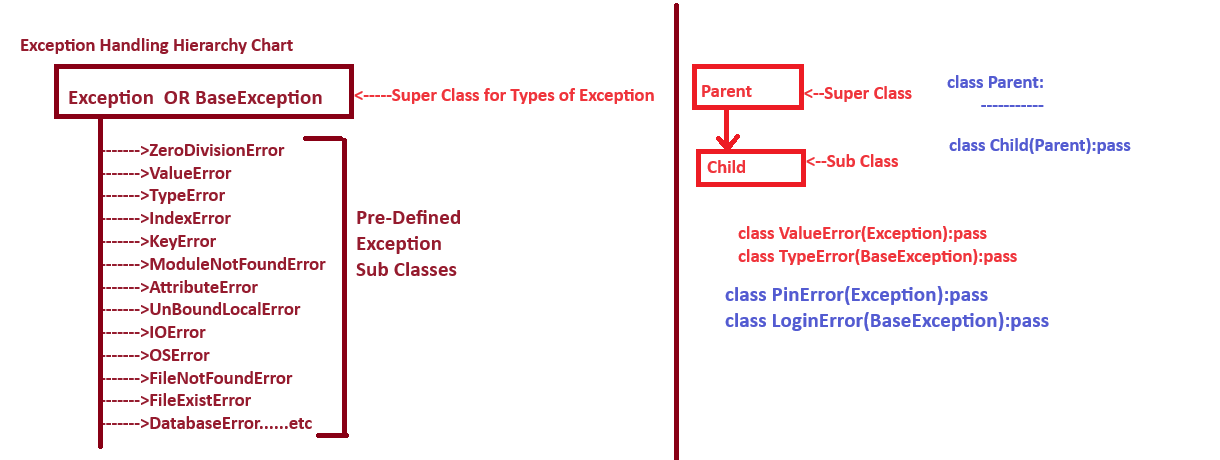 Exception Handling Hierarchy Chart
Exception OR BaseException
<-----Super Class for Types of Exception
------->ZeroDivisionError
------->ValueError
------->TypeError
------->IndexError
------->KeyError
------->ModuleNotFoundError
------->AttributeError
------->UnBoundLocalError
------->IOError
------->OSError
------->FileNotFoundError
------->FileExistError
------->DatabaseError......etc
Pre-Defined
Exception
Sub Classes
Parent
<--Super Class
Child
<--Sub Class
class Parent:
-----------
class Child(Parent):pass
class ValueError(Exception):pass
class TypeError(BaseException):pass
class PinError(Exception):pass
class LoginError(BaseException):pass